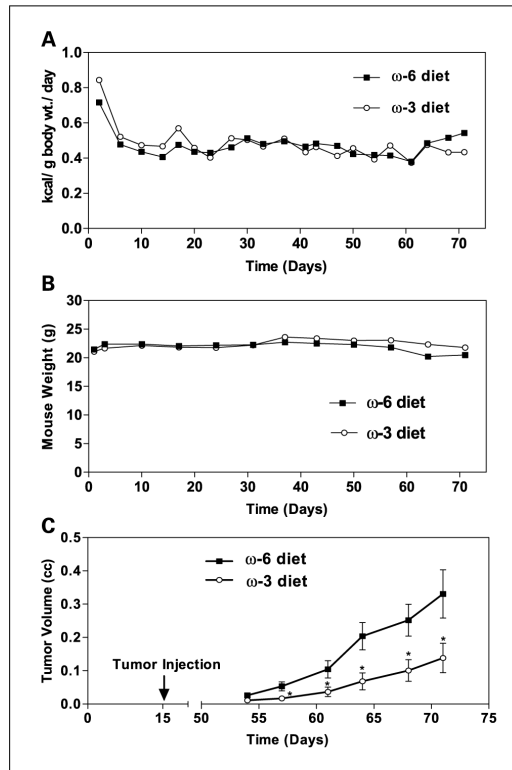 A
kcal/ g body wt./ day
1.0
0.8
0.6
0.4
0.2
0.0
ω-6 diet
ω-3 diet
0 10 20 30 40 50 60 70
Time (Days)
B
Mouse Weight (g)
30
25
20
15
10
5
0
ω-6 diet
ω-3 diet
0 10 20 30 40 50 60 70
Time (Days)
C
Tumor Volume (cc)
0.5
0.4
0.3
0.2
0.1
0.0
ω-6 diet
ω-3 diet
Tumor Injection
* * * * *
0 15 50 55 60 65 70 75
Time (Days)